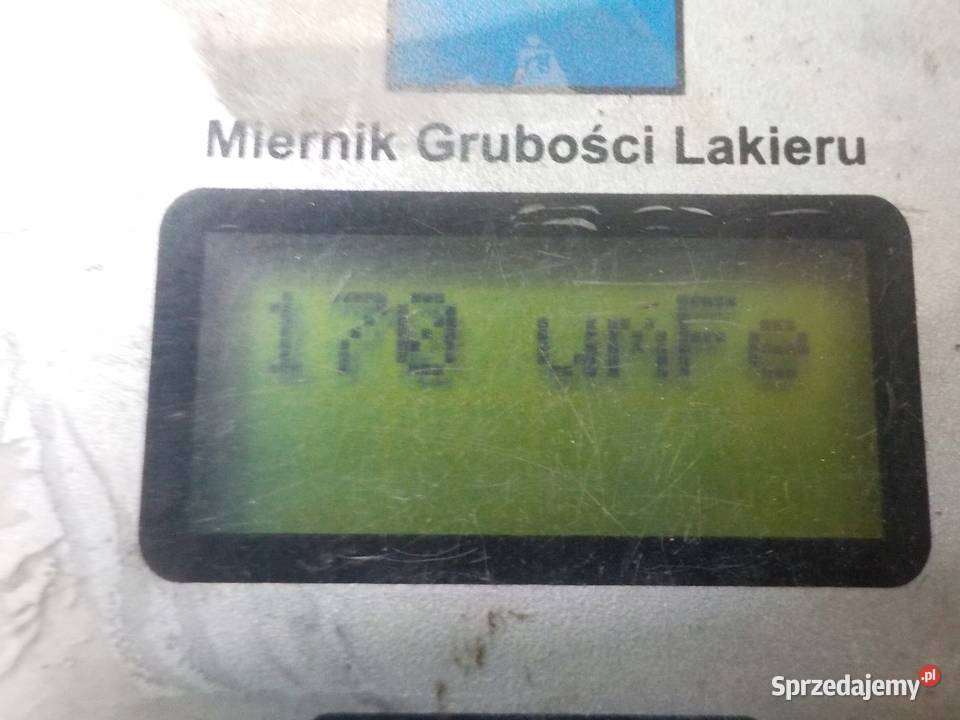 Miernik Grubości Lakieru
170 umFe
Sprzedajemy.pl